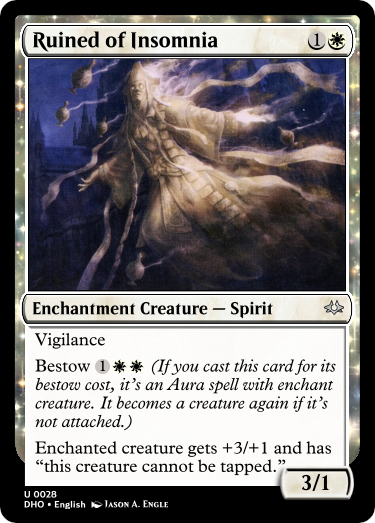 Ruined of Insomnia 1
Enchantment Creature — Spirit
Vigilance
Bestow 1 (If you cast this card for its
bestow cost, it's an Aura spell with enchant
creature. It becomes a creature again if it's
not attached.)
Enchanted creature gets +3/+1 and has
“this creature cannot be tapped.”
3/1
U 0028
DHO • English Jason A. Engle